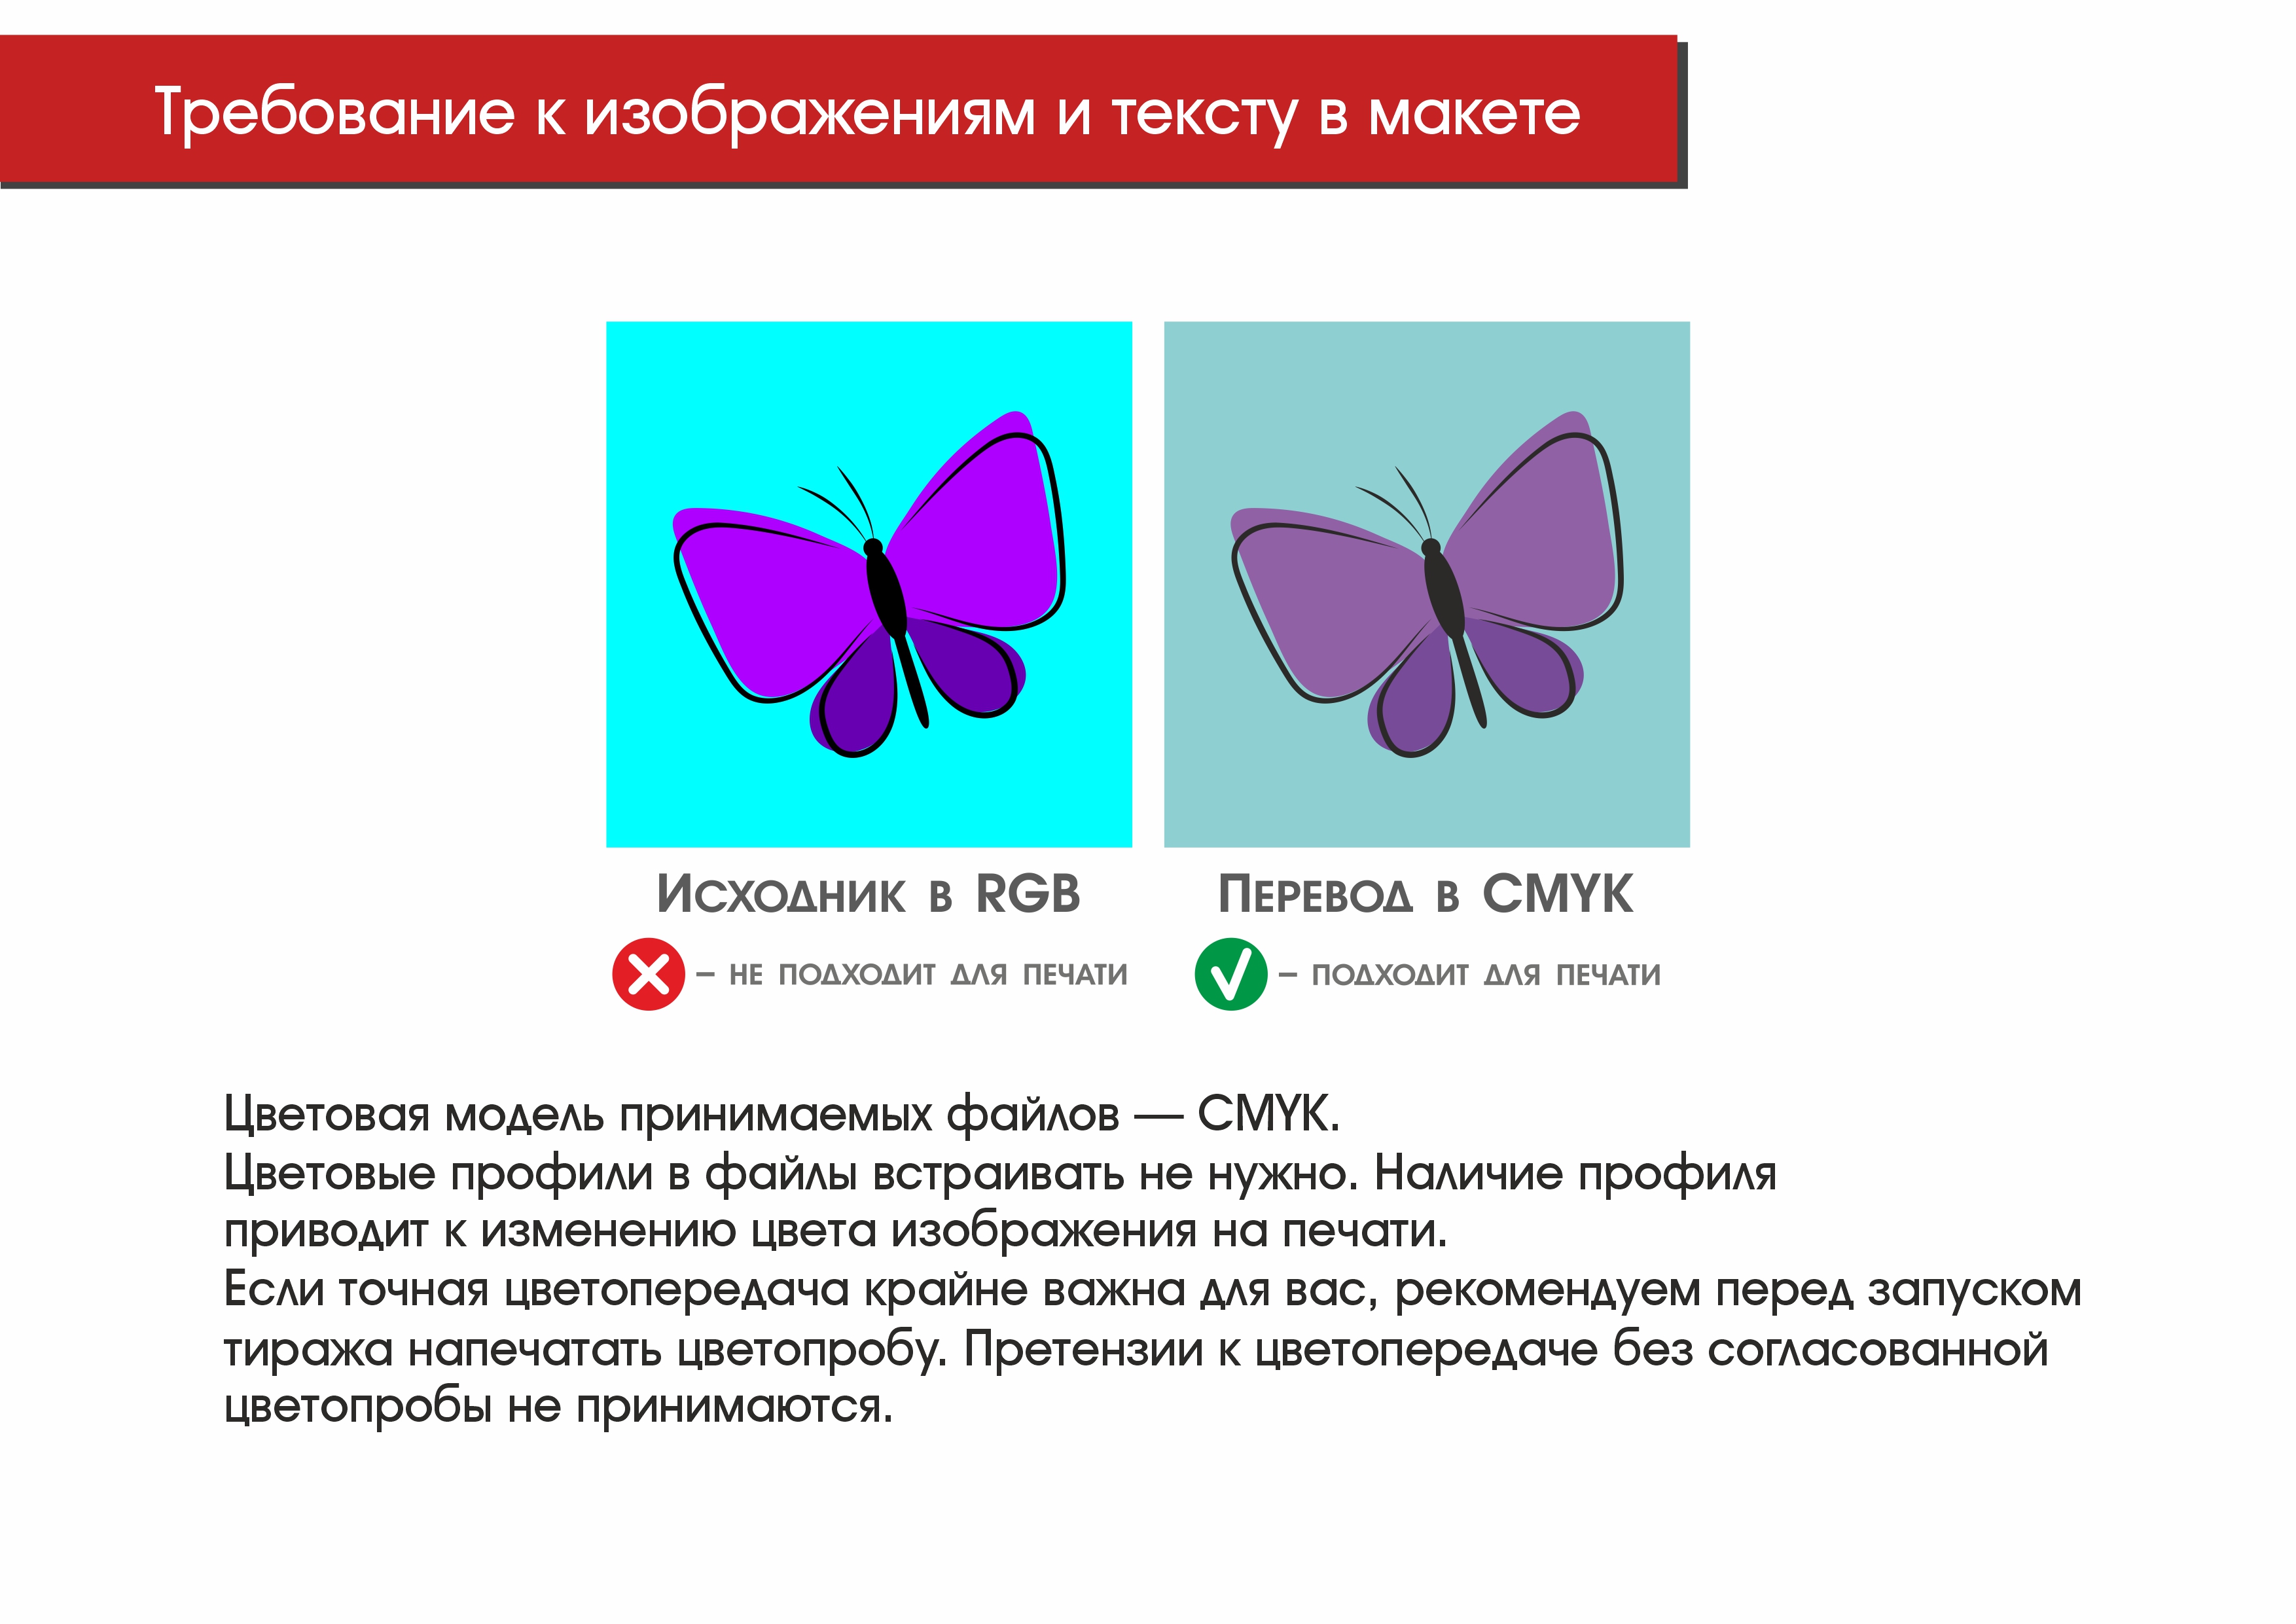 Требование к изображениям и тексту в макете
Исходник в RGB
Перевод в CMYK
– не подходит для печати
– подходит для печати
Цветовая модель принимаемых файлов — CMYK.
Цветовые профили в файлы встраивать не нужно. Наличие профиля
приводит к изменению цвета изображения на печати.
Если точная цветопередача крайне важна для вас, рекомендуем перед запуском
тиража напечатать цветопробу. Претензии к цветопередаче без согласованной
цветопробы не принимаются.